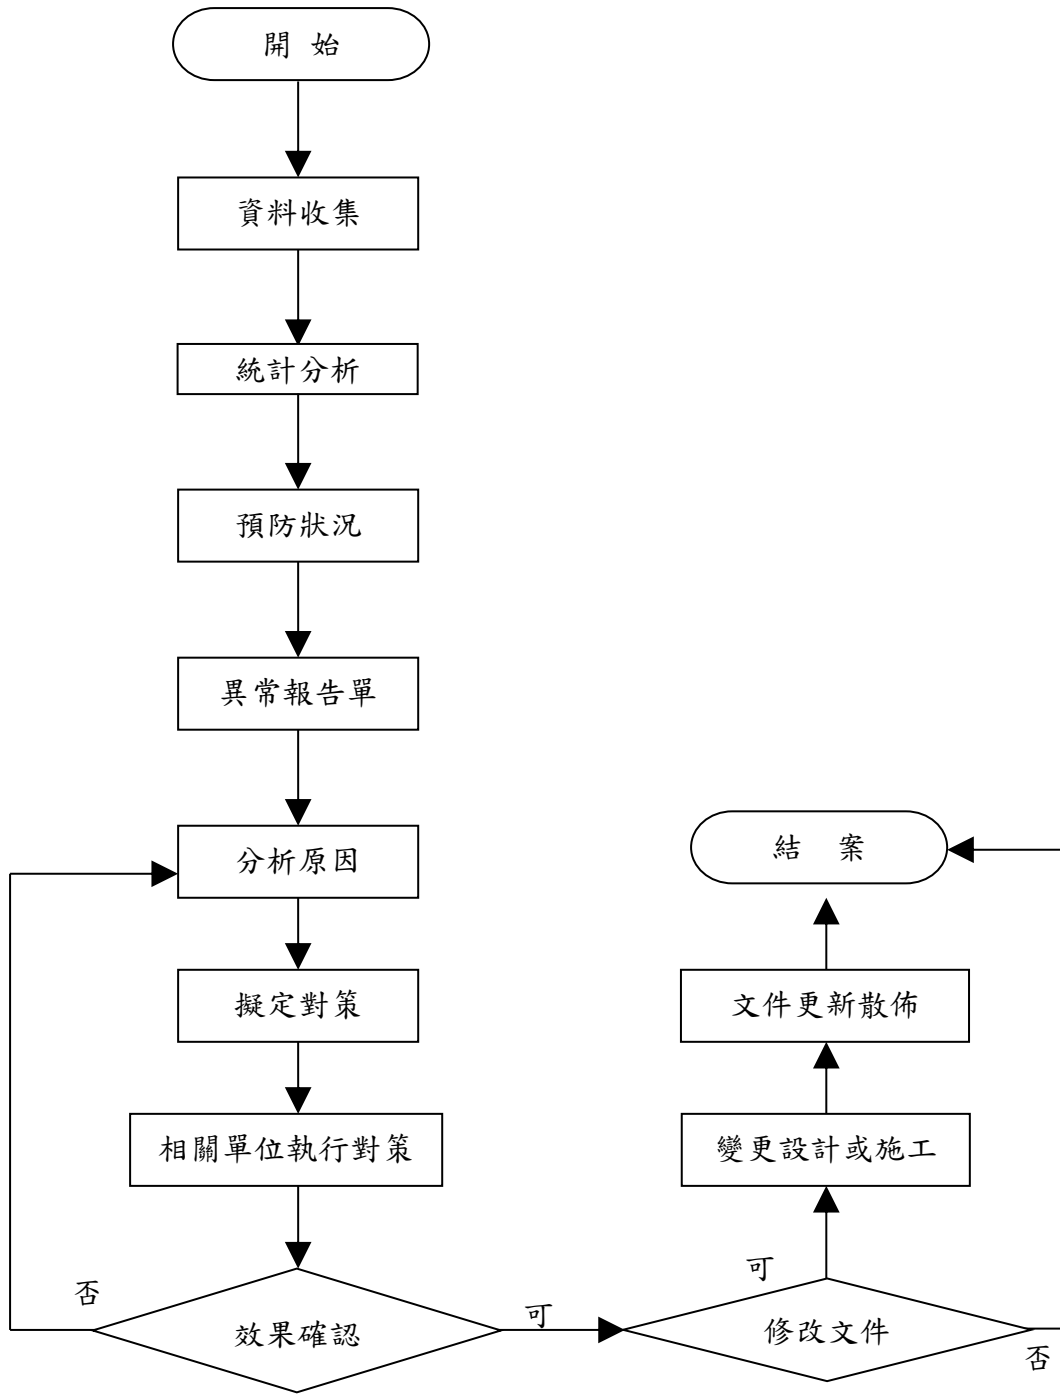 開 始
資料收集
統計分析
預防狀況
異常報告單
分析原因
擬定對策
相關單位執行對策
否
效果確認
可
修改文件
可
否
變更設計或施工
文件更新散佈
結 案